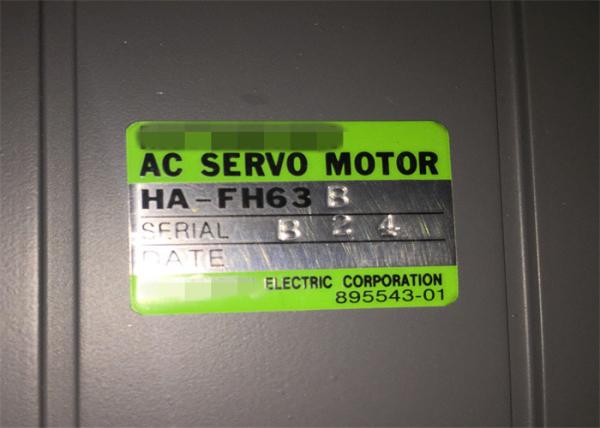 AC SERVO MOTOR
HA-FH63 B
SERIAL B 2 4
DATE
ELECTRIC CORPORATION
895543-01